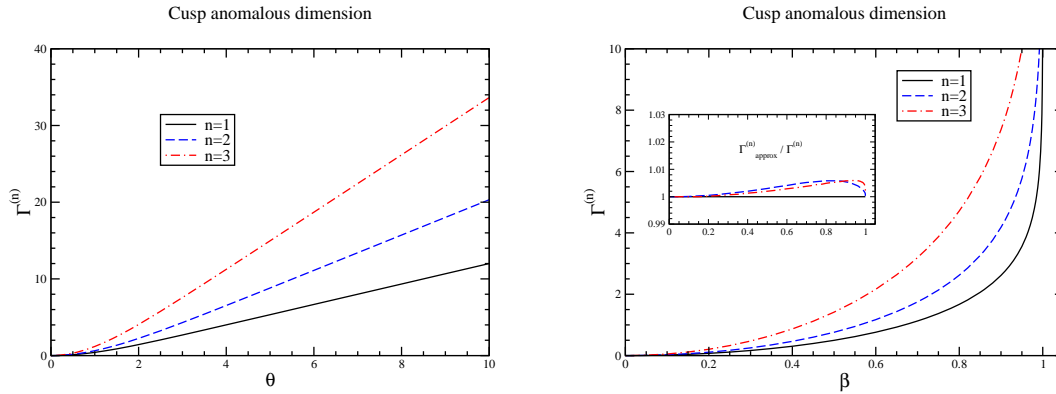 Cusp anomalous dimension
40
30
20
10
0
0
2
4
6
8
10
θ
Γ(n)
n=1
n=2
n=3
Cusp anomalous dimension
10
8
6
4
2
0
0
0.2
0.4
0.6
0.8
1
β
Γ(n)
n=1
n=2
n=3
1.03
1.02
1.01
1
0.99
0
0.2
0.4
0.6
0.8
1
Γ(n)approx / Γ(n)